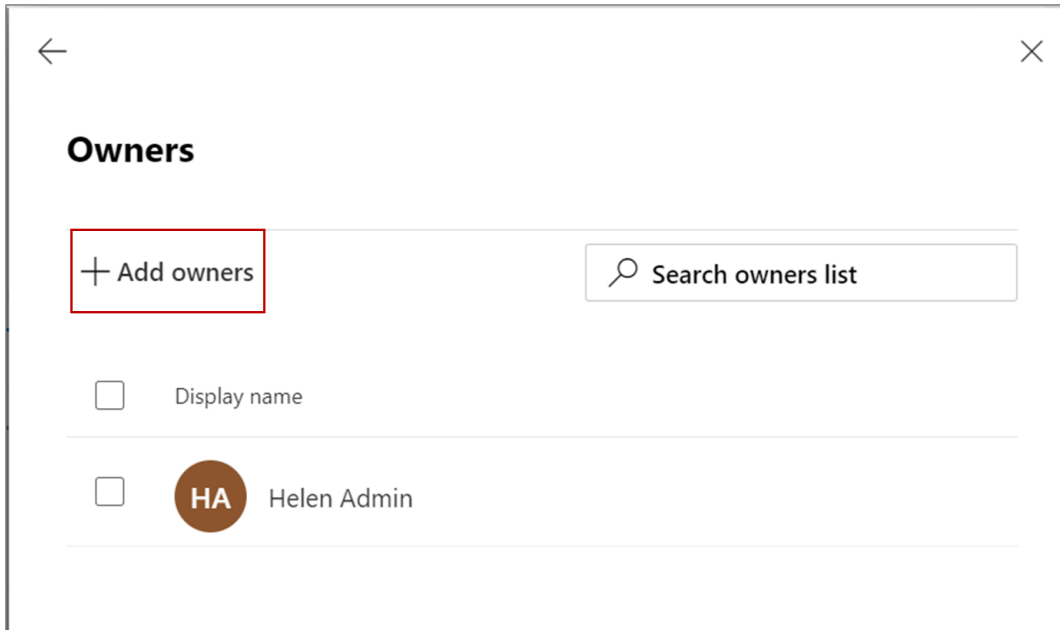 Owners
+ Add owners
Search owners list
Display name
HA
Helen Admin